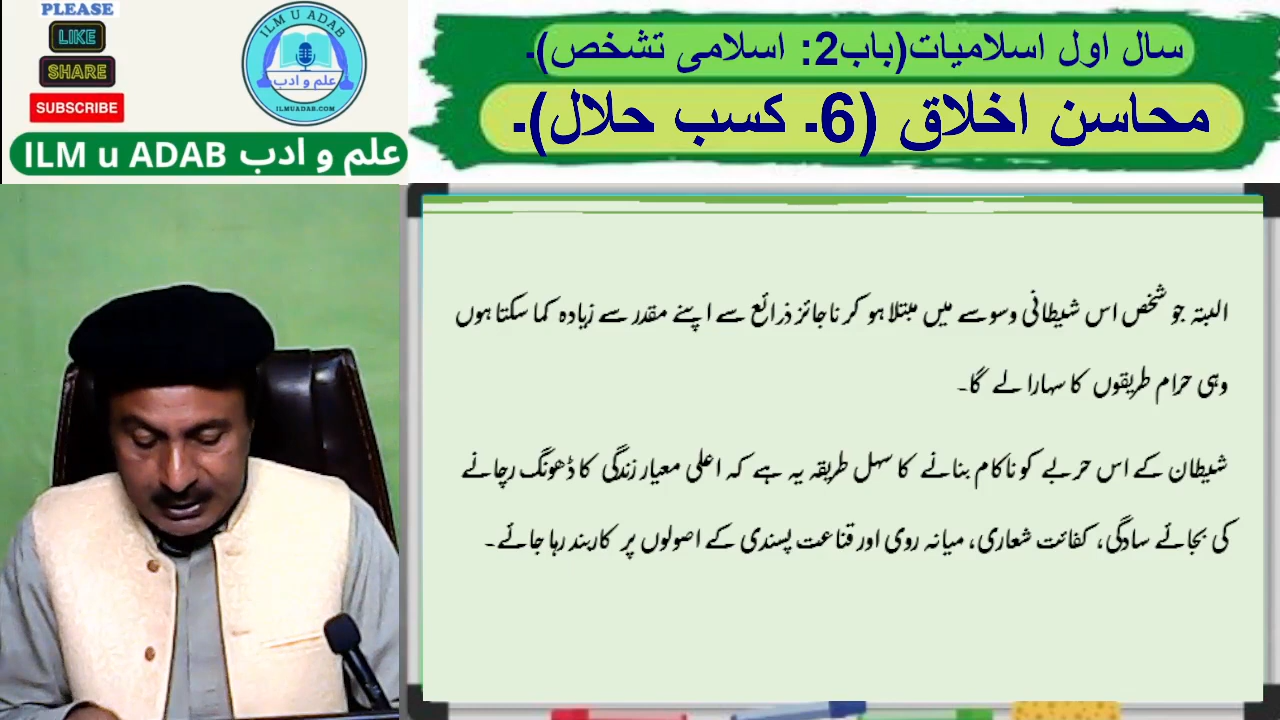 PLEASE
LIKE
SHARE
SUBSCRIBE
ILM U ADAB
علم و ادب
ILMUADAB.COM
ILM u ADAB علم و ادب
سال اول اسلامیات(باب2: اسلامی تشخص)۔
محاسن اخلاق (6۔ کسب حلال)۔
البتہ جو شخص اس شیطانی وسوسے میں مبتلا ہو کر ناجائز ذرائع سے اپنے مقدر سے زیادہ کما سکتا ہوں
وہی حرام طریقوں کا سہارا لے گا۔
شیطان کے اس حربے کو ناکام بنانے کا سہل طریقہ یہ ہے کہ اعلی معیار زندگی کا ڈھونگ رچانے
کی بجائے سادگی، کفائت شعاری، میانہ روی اور قناعت پسندی کے اصولوں پر کاربند رہا جائے۔